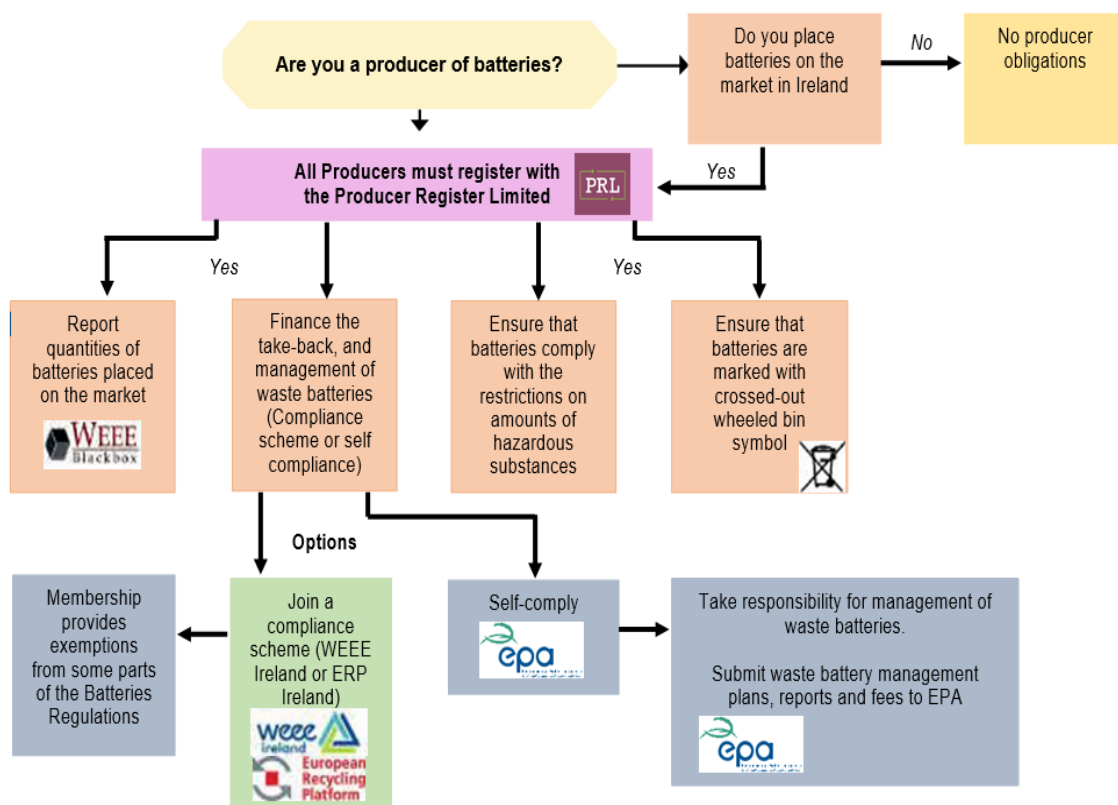 Are you a producer of batteries?
Do you place
batteries on the
market in Ireland
No
No producer
obligations
Yes
All Producers must register with
the Producer Register Limited
PRL
Yes
Yes
Report
quantities of
batteries placed
on the market
WEEE
Blackbox
Finance the
take-back, and
management of
waste batteries
(Compliance
scheme or self
compliance)
Ensure that
batteries comply
with the
restrictions on
amounts of
hazardous
substances
Ensure that
batteries are
marked with
crossed-out
wheeled bin
symbol
Options
Membership
provides
exemptions
from some parts
of the Batteries
Regulations
Join a
compliance
scheme (WEEE
Ireland or ERP
Ireland)
weee
ireland
European
Recycling
Platform
Self-comply
epa
Take responsibility for management of
waste batteries.
Submit waste battery management
plans, reports and fees to EPA
epa